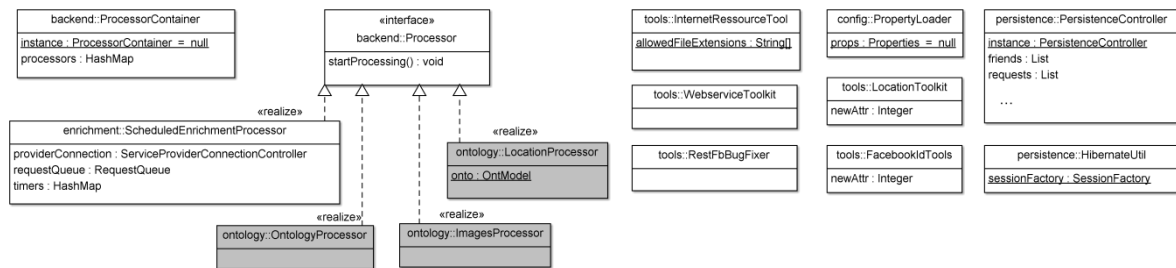 backend::ProcessorContainer
instance : ProcessorContainer = null
processors : HashMap
«interface»
backend::Processor
startProcessing() : void
«realize»
enrichment::ScheduledEnrichmentProcessor
providerConnection : ServiceProviderConnectionController
requestQueue : RequestQueue
timers : HashMap
«realize»
ontology::LocationProcessor
onto : OntModel
«realize»
ontology::OntologyProcessor
«realize»
ontology::ImagesProcessor
tools::InternetRessourceTool
allowedFileExtensions : String[]
config::PropertyLoader
props : Properties = null
persistence::PersistenceController
instance : PersistenceController
friends : List
requests : List
...
tools::WebserviceToolkit
tools::LocationToolkit
newAttr : Integer
tools::RestFbBugFixer
tools::FacebookIdTools
newAttr : Integer
persistence::HibernateUtil
sessionFactory : SessionFactory